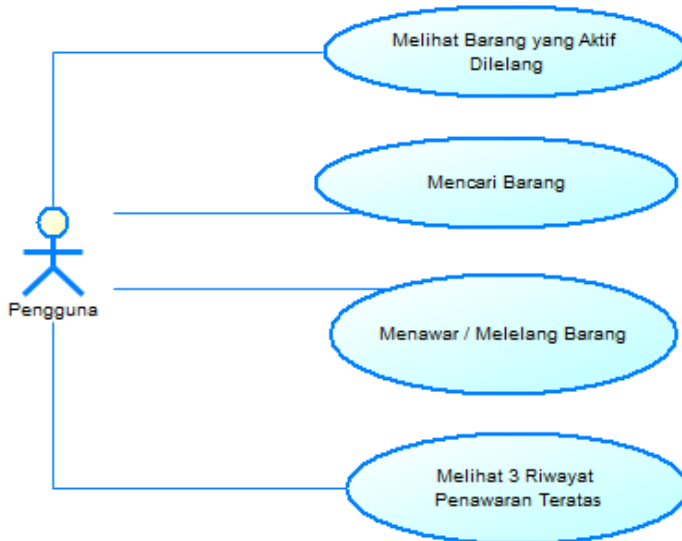 Melihat Barang yang Aktif
Dilelang
Mencari Barang
Pengguna
Menawar / Melelang Barang
Melihat 3 Riwayat
Penawaran Teratas